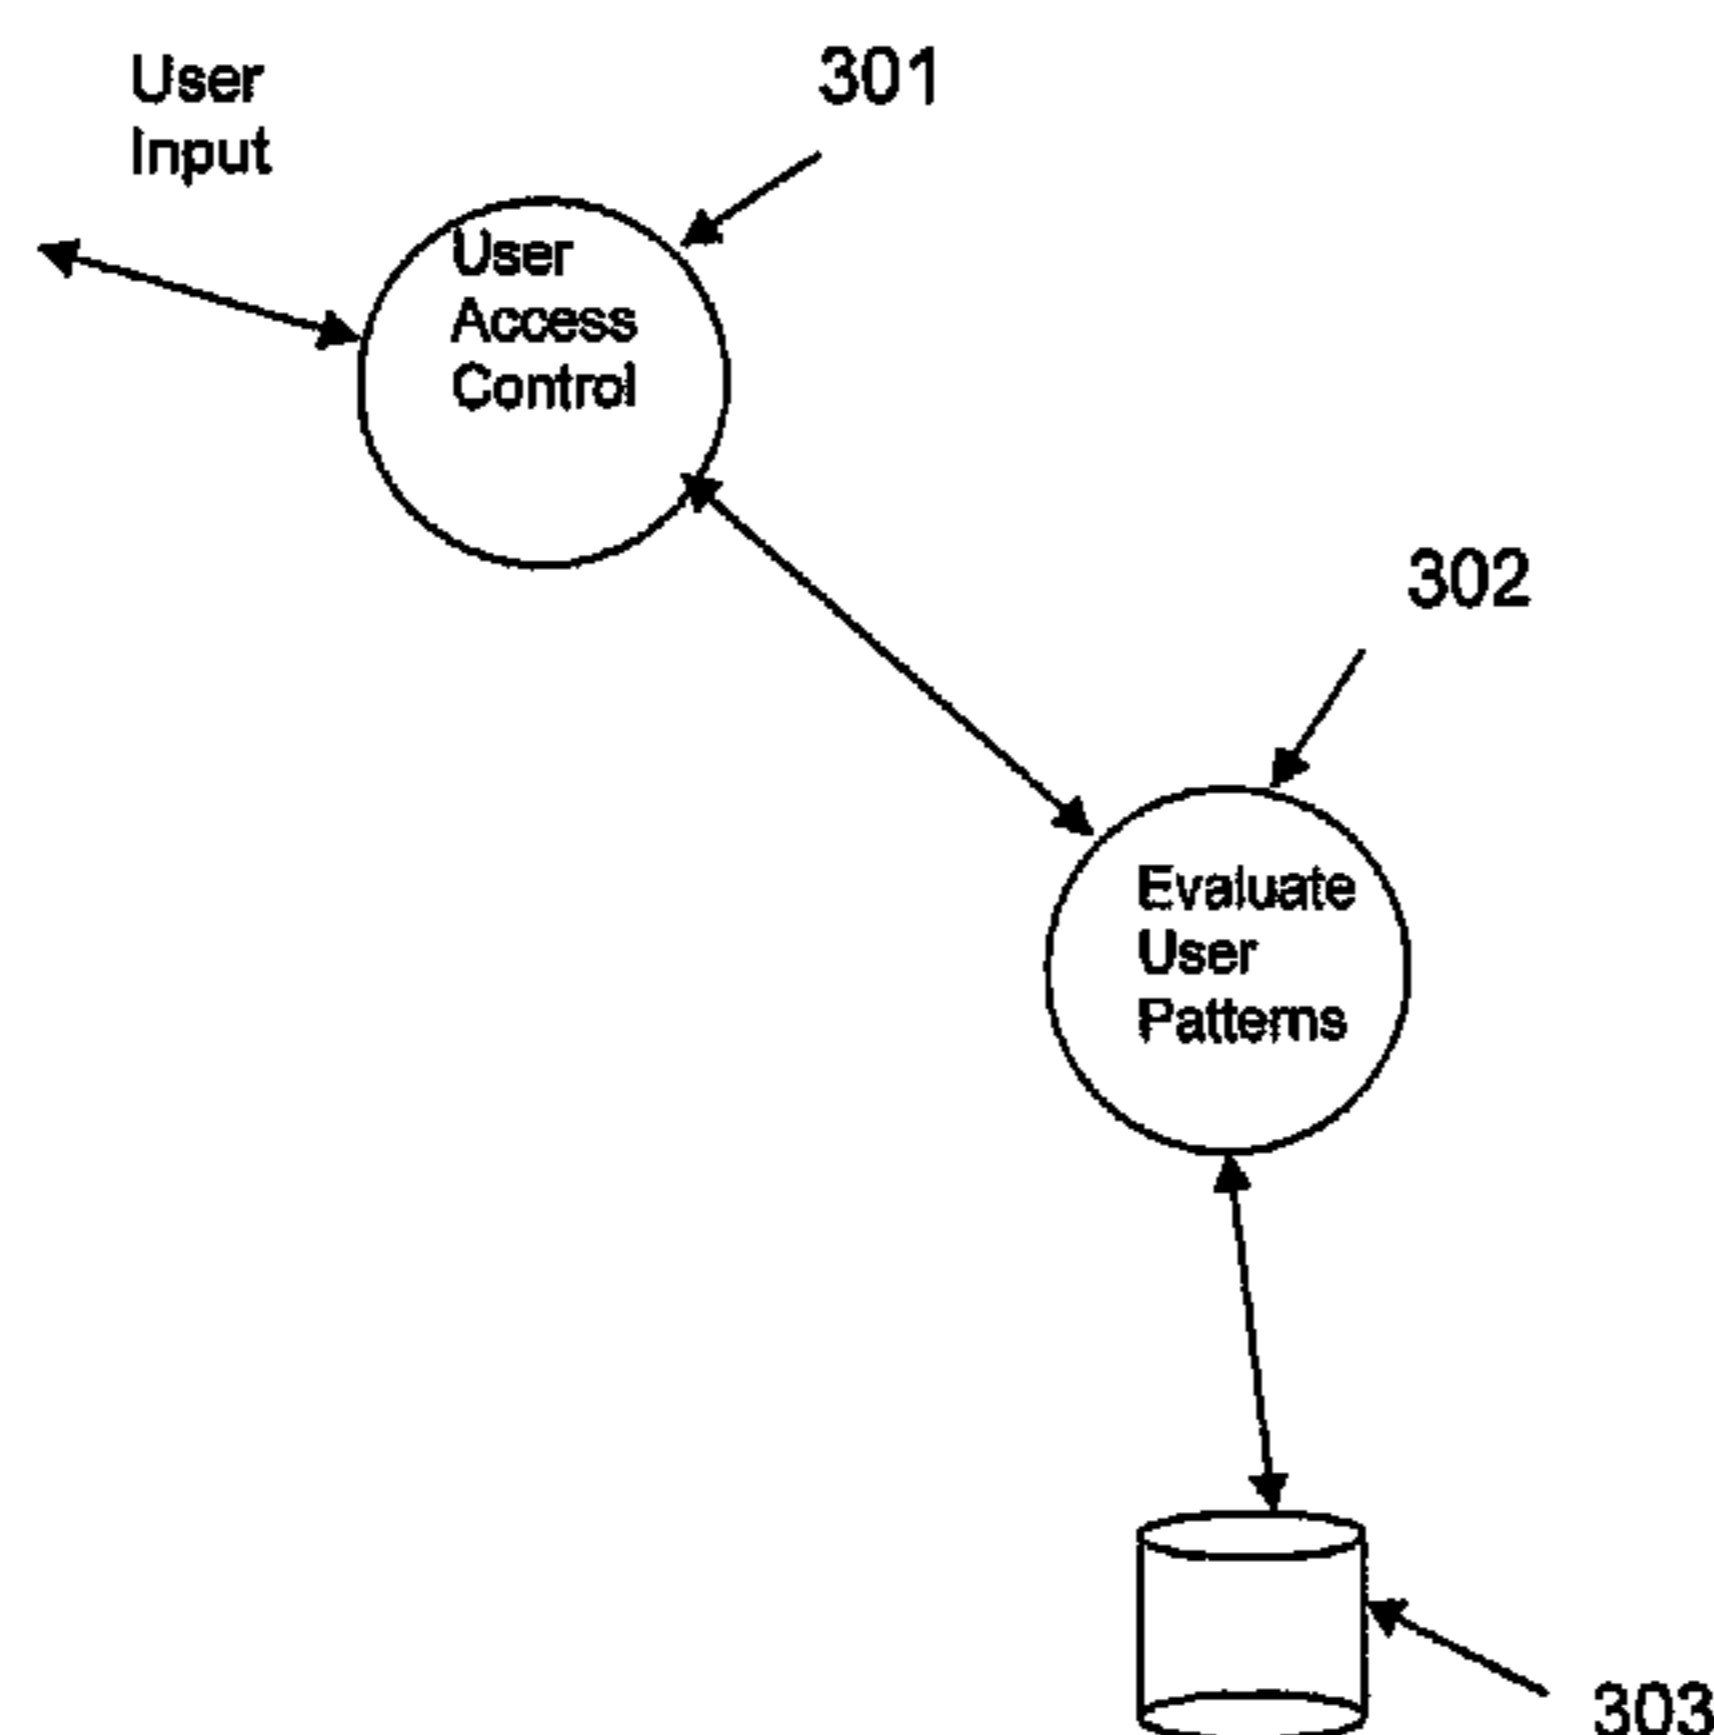 User
Input
301
User
Access
Control
302
Evaluate
User
Patterns
303